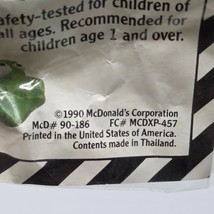 afety-tested for children of
all ages. Recommended for
children age 1 and over.
©1990 McDonald's Corporation
McD# 90-186 FC# MCDXP-457
Printed in the United States of America.
Contents made in Thailand.